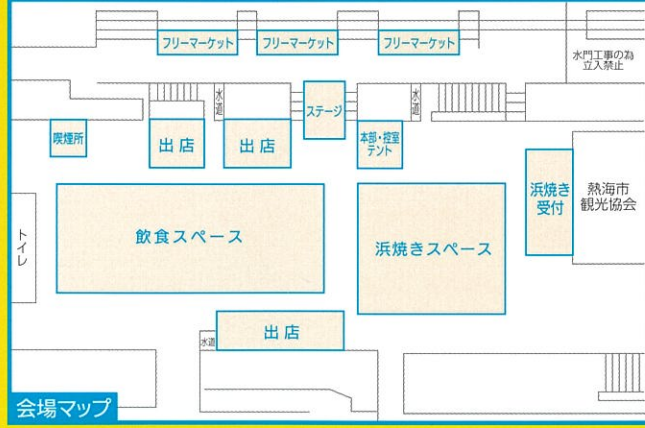 フリーマーケット
フリーマーケット
フリーマーケット
水門工事の為
立入禁止
喫煙所
出店
水道
出店
ステージ
本部・控室
テント
水道
浜焼き
受付
熱海市
観光協会
トイレ
飲食スペース
浜焼きスペース
水道
出店
会場マップ